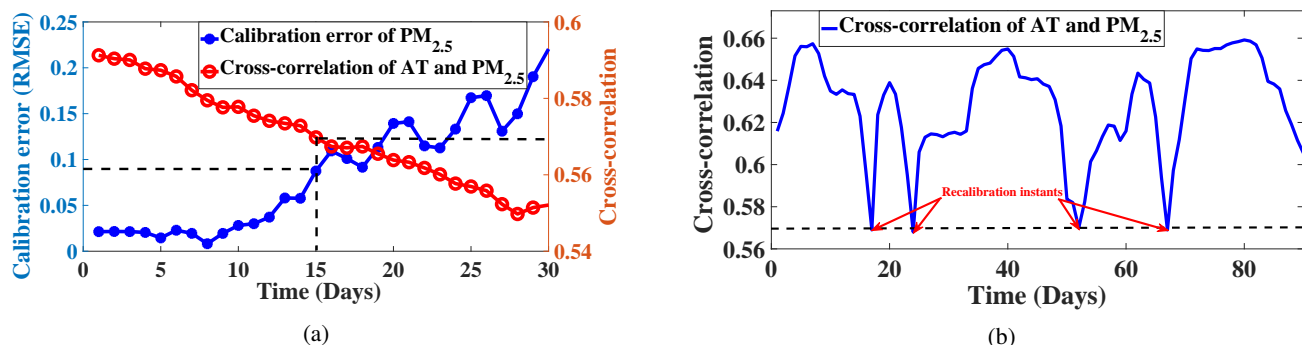 Calibration error of PM2.5
Cross-correlation of AT and PM2.5
Calibration error (RMSE)
0.25
0.2
0.15
0.1
0.05
0
0.6
0.58
0.56
0.54
Cross-correlation
0 5 10 15 20 25 30
Time (Days)
(a)
Cross-correlation of AT and PM2.5
Cross-correlation
0.66
0.64
0.62
0.6
0.58
0.56
Recalibration instants
20 40 60 80
0
Time (Days)
(b)